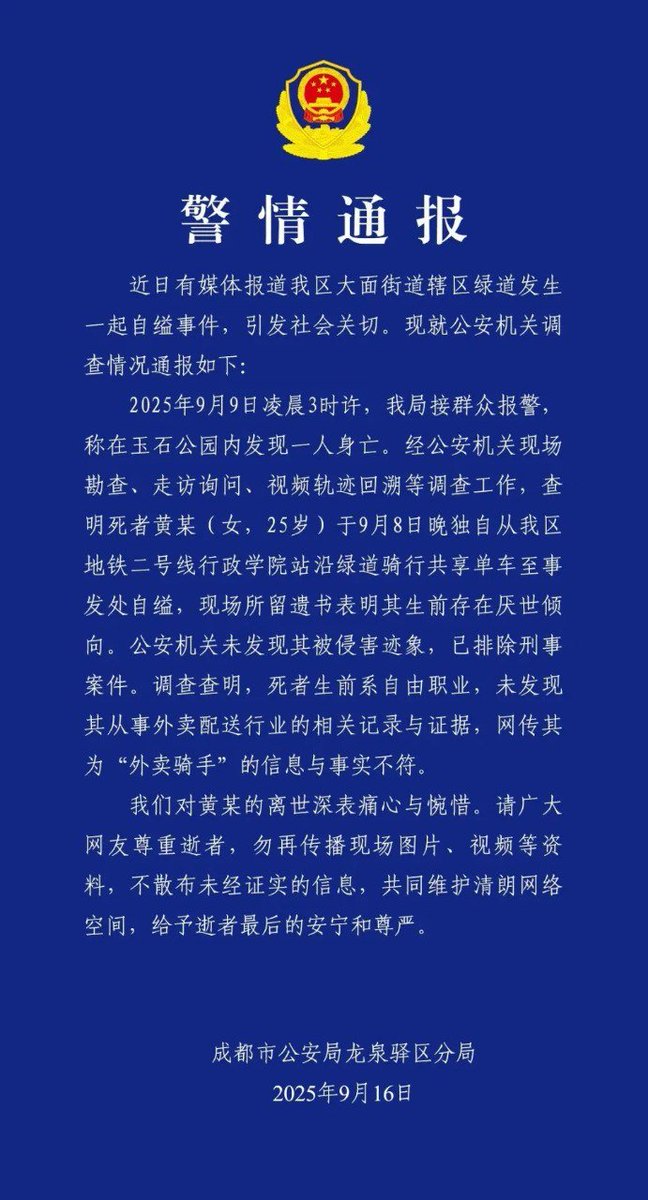 警情通报
近日有媒体报道我区大面街道辖区绿道发生
一起自缢事件，引发社会关切。现就公安机关调
查情况通报如下：
2025年9月9日凌晨3时许，我局接群众报警，
称在玉石公园内发现一人身亡。经公安机关现场
勘查、走访询问、视频轨迹回溯等调查工作，查
明死者黄某（女，25岁）于9月8日晚独自从我区
地铁二号线行政学院站沿绿道骑行共享单车至事
发处自缢，现场所留遗书表明其生前存在厌世倾
向。公安机关未发现其被侵害迹象，已排除刑事
案件。调查查明，死者生前系自由职业，未发现
其从事外卖配送行业的相关记录与证据，网传其
为“外卖骑手”的信息与事实不符。
我们对黄某的离世深表痛心与惋惜。请广大
网友尊重逝者，勿再传播现场图片、视频等资
料，不散布未经证实的信息，共同维护清朗网络
空间，给予逝者最后的安宁和尊严。
成都市公安局龙泉驿区分局
2025年9月16日